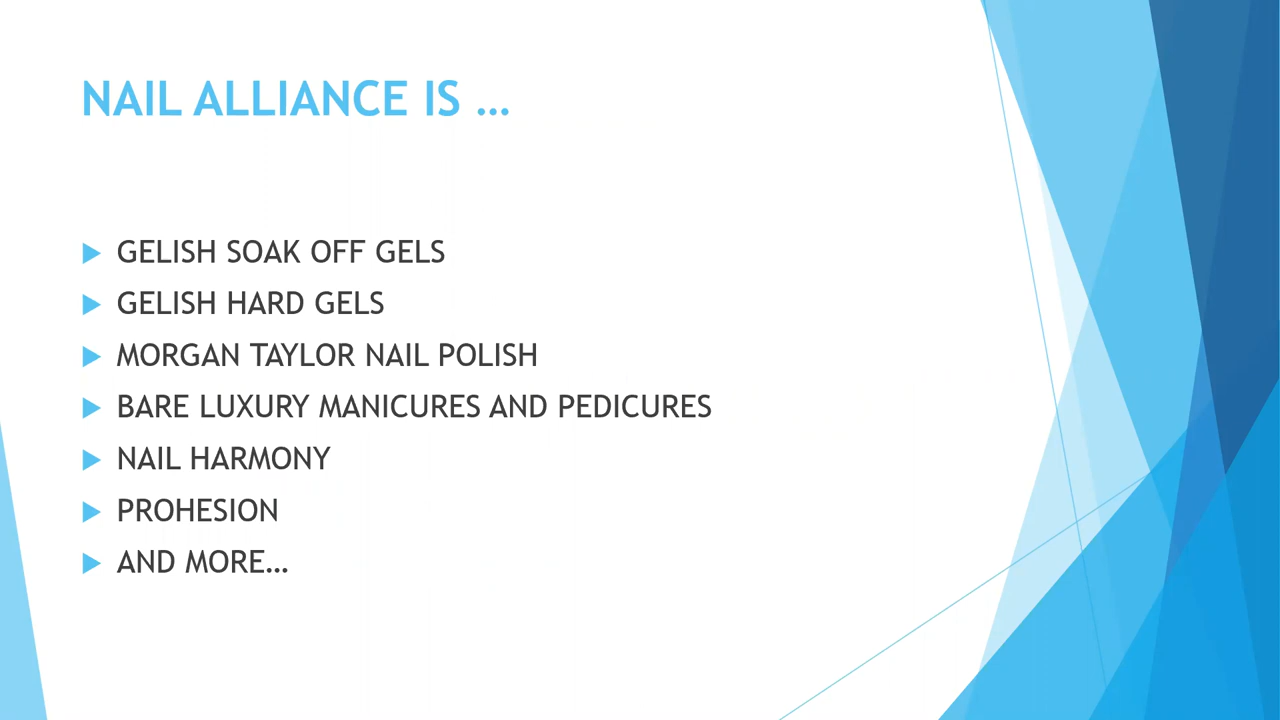 NAIL ALLIANCE IS …
GELISH SOAK OFF GELS
GELISH HARD GELS
MORGAN TAYLOR NAIL POLISH
BARE LUXURY MANICURES AND PEDICURES
NAIL HARMONY
PROHESION
AND MORE…